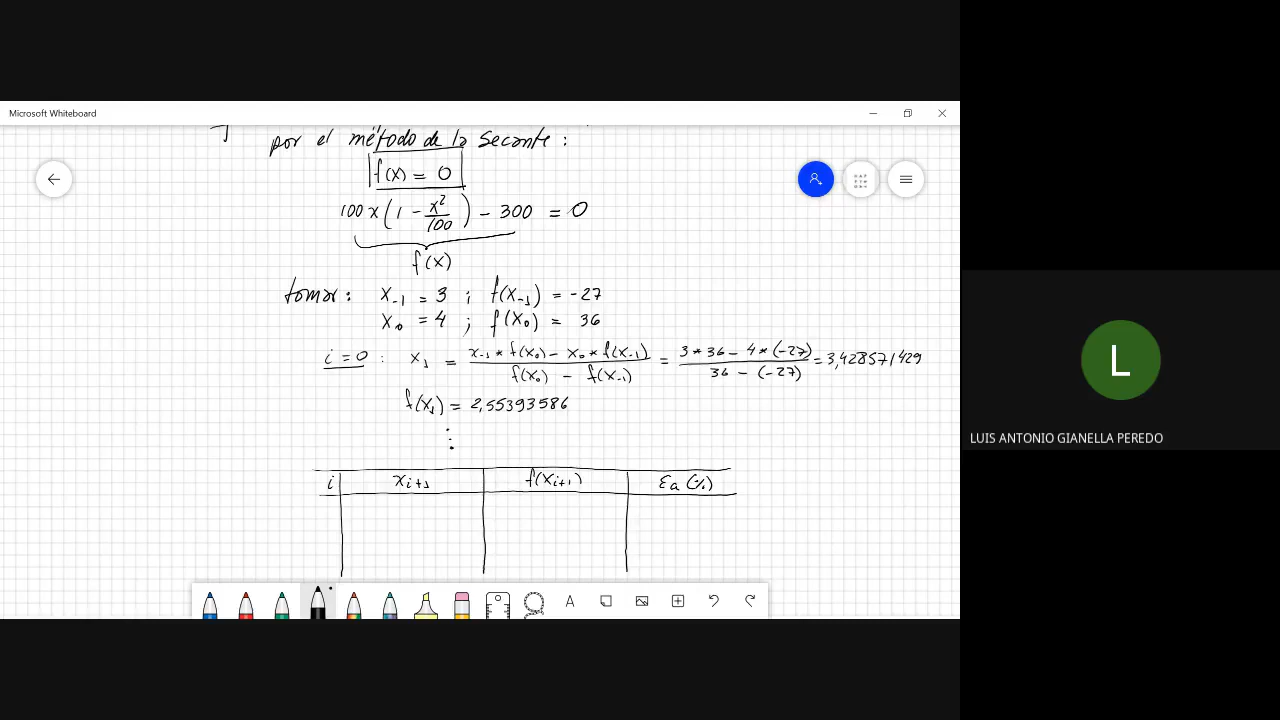 Microsoft Whiteboard
por el método de la Secante :
f(x) = 0
100 x ( 1 - x²/100 ) - 300 = 0
f(x)
tomar : x₋₁ = 3 ; f(x₋₁) = -27
x₀ = 4 ; f(x₀) = 36
i = 0 : x₁ = (x₋₁ * f(x₀) - x₀ * f(x₋₁)) / (f(x₀) - f(x₋₁)) = (3 * 36 - 4 * (-27)) / (36 - (-27)) = 3,428571429
f(x₁) = 2,55393586
⋮
i xᵢ₊₁ f(xᵢ₊₁) Ea (%)
L
LUIS ANTONIO GIANELLA PEREDO